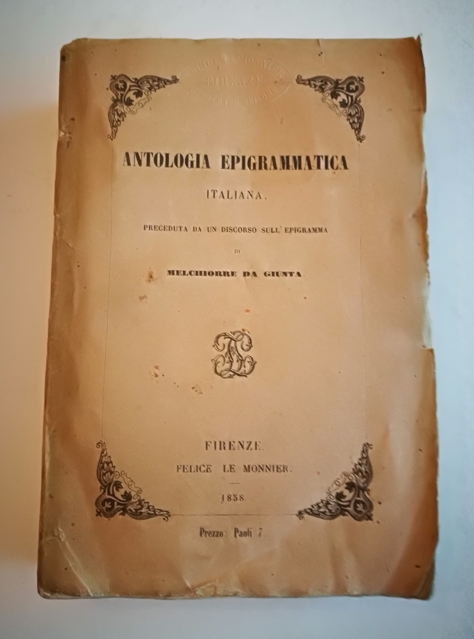 ANTOLOGIA EPIGRAMMATICA
ITALIANA.
PRECEDUTA DA UN DISCORSO SULL' EPIGRAMMA
DI
MELCHIORRE DA GIUNTA
FIRENZE.
FELICE LE MONNIER.
1858.
Prezzo: Paoli 7